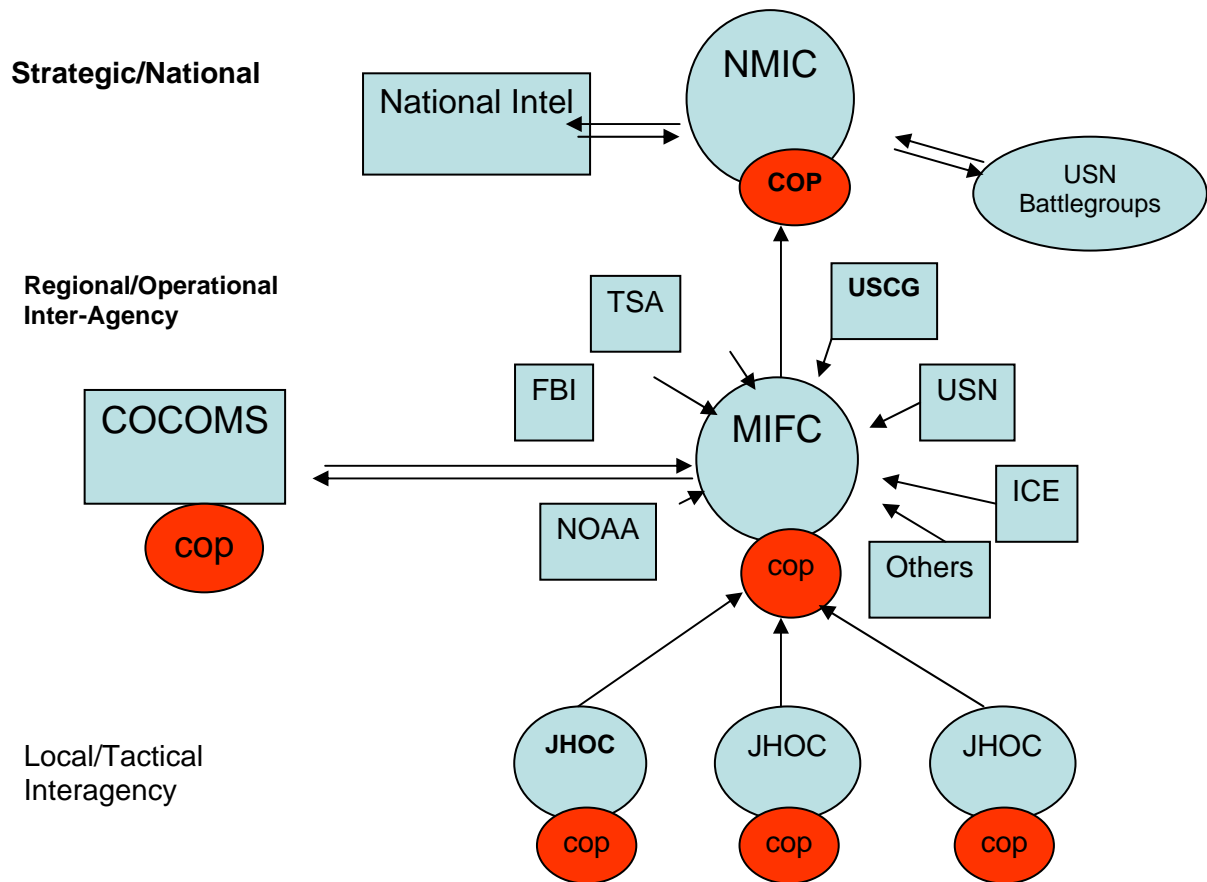 Strategic/National
National Intel
NMIC
COP
USN
Battlegroups
Regional/Operational
Inter-Agency
TSA
USCG
FBI
USN
COCOMS
MIFC
ICE
NOAA
cop
cop
Others
Local/Tactical
Interagency
JHOC
JHOC
JHOC
cop
cop
cop